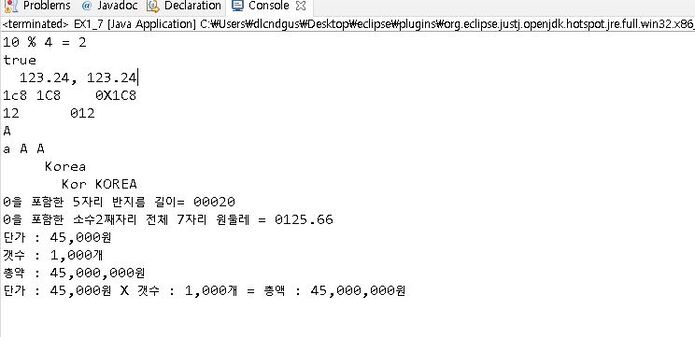 Problems @ Javadoc Declaration Console
<terminated> EX1_7 [Java Application] C:₩Users₩dlcndgus₩Desktop₩eclipse₩plugins₩org.eclipse.justj.openjdk.hotspot.jre.full.win32.x86_
10 % 4 = 2
true
  123.24, 123.24
1c8 1C8    0X1C8
12      012
A
a A A
     Korea
       Kor KOREA
0을 포함한 5자리 반지름 길이= 00020
0을 포함한 소수2째자리 전체 7자리 원둘레 = 0125.66
단가 : 45,000원
갯수 : 1,000개
총약 : 45,000,000원
단가 : 45,000원 X 갯수 : 1,000개 = 총액 : 45,000,000원